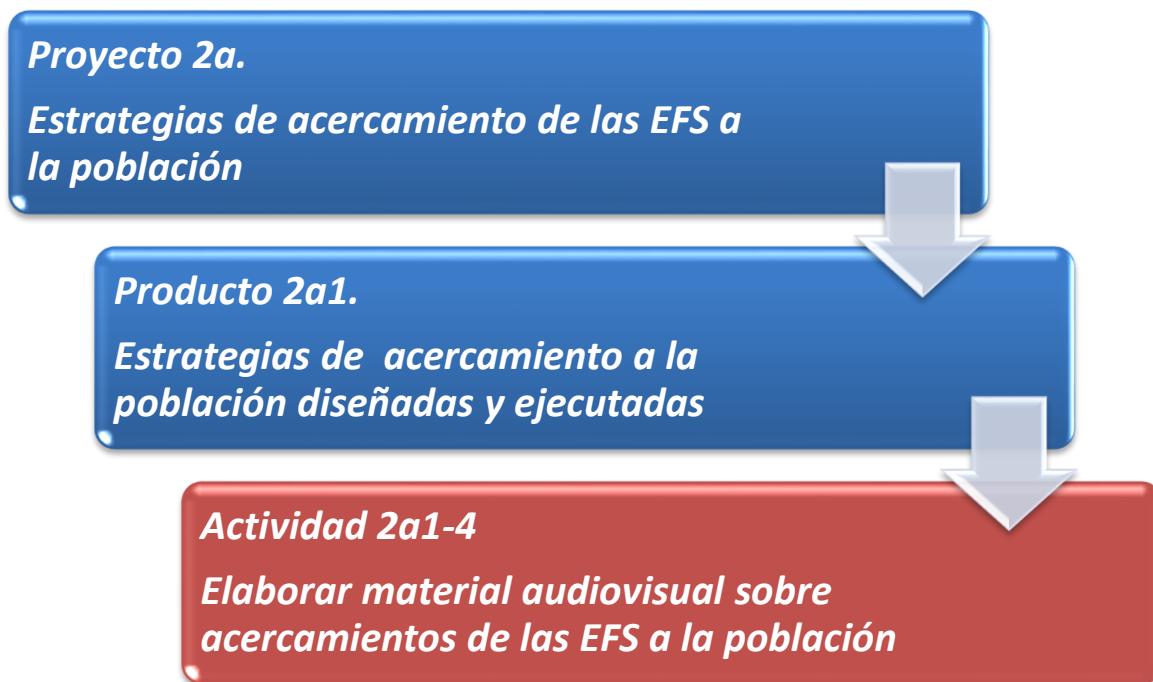 Proyecto 2a.
Estrategias de acercamiento de las EFS a
la población
Producto 2a1.
Estrategias de  acercamiento a la
población diseñadas y ejecutadas
Actividad 2a1-4
Elaborar material audiovisual sobre
acercamientos de las EFS a la población